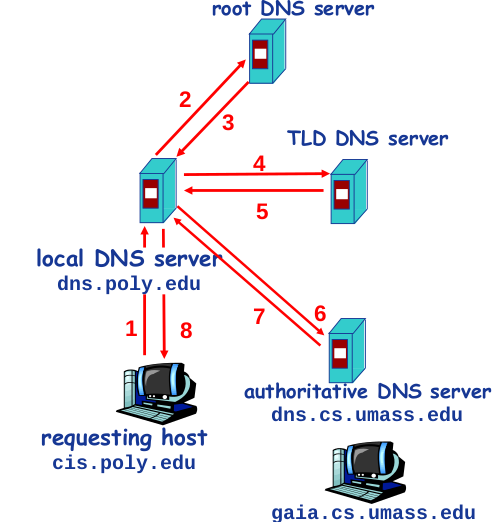 root DNS server
2
3
TLD DNS server
4
5
local DNS server
dns.poly.edu
1
8
7
6
authoritative DNS server
dns.cs.umass.edu
requesting host
cis.poly.edu
gaia.cs.umass.edu